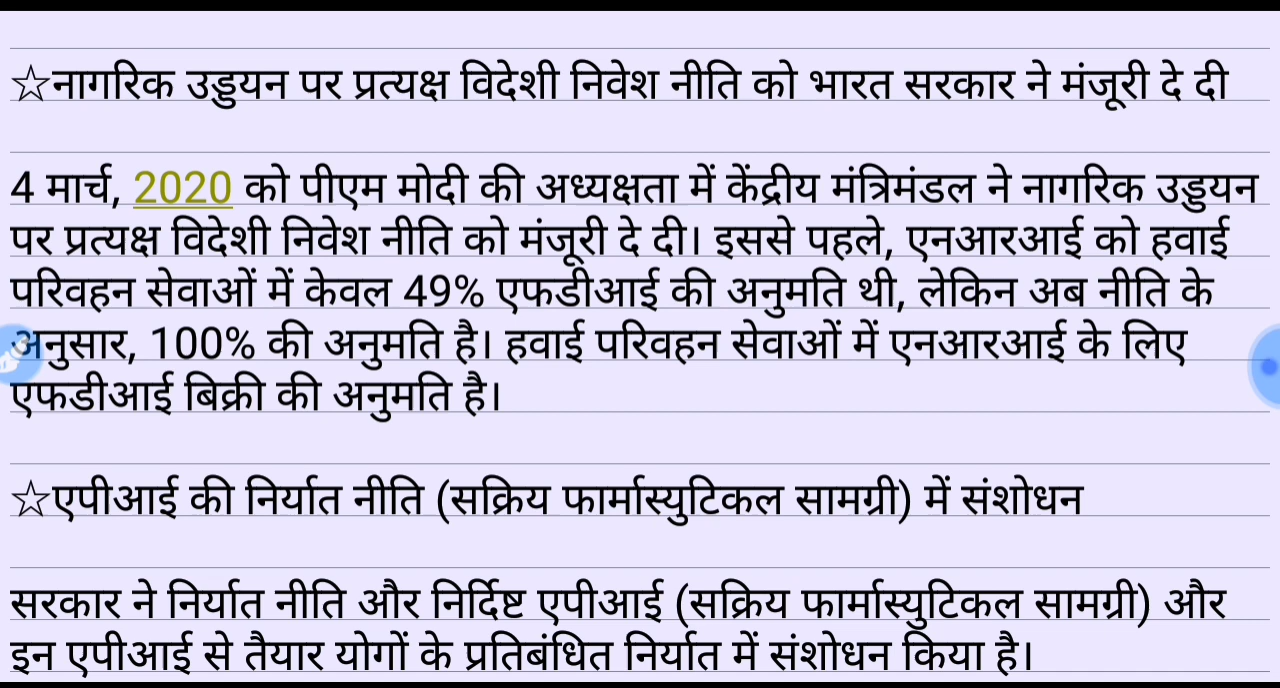 ☆नागरिक उड्डयन पर प्रत्यक्ष विदेशी निवेश नीति को भारत सरकार ने मंजूरी दे दी
4 मार्च, 2020 को पीएम मोदी की अध्यक्षता में केंद्रीय मंत्रिमंडल ने नागरिक उड्डयन
पर प्रत्यक्ष विदेशी निवेश नीति को मंजूरी दे दी। इससे पहले, एनआरआई को हवाई
परिवहन सेवाओं में केवल 49% एफडीआई की अनुमति थी, लेकिन अब नीति के
अनुसार, 100% की अनुमति है। हवाई परिवहन सेवाओं में एनआरआई के लिए
एफडीआई बिक्री की अनुमति है।
☆एपीआई की निर्यात नीति (सक्रिय फार्मास्युटिकल सामग्री) में संशोधन
सरकार ने निर्यात नीति और निर्दिष्ट एपीआई (सक्रिय फार्मास्युटिकल सामग्री) और
इन एपीआई से तैयार योगों के प्रतिबंधित निर्यात में संशोधन किया है।